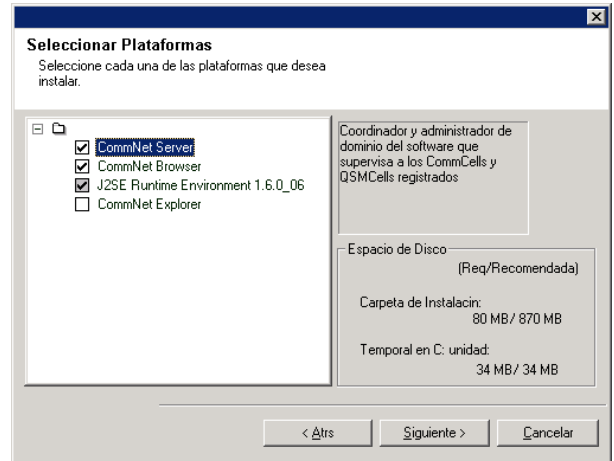 Seleccionar Plataformas
Seleccione cada una de las plataformas que desea
instalar.
CommNet Server
CommNet Browser
J2SE Runtime Environment 1.6.0_06
CommNet Explorer
Coordinador y administrador de
dominio del software que
supervisa a los CommCells y
QSMCells registrados
Espacio de Disco
(Req/Recomendada)
Carpeta de Instalacin:
80 MB/ 870 MB
Temporal en C: unidad:
34 MB/ 34 MB
< Atrs
Siguiente >
Cancelar